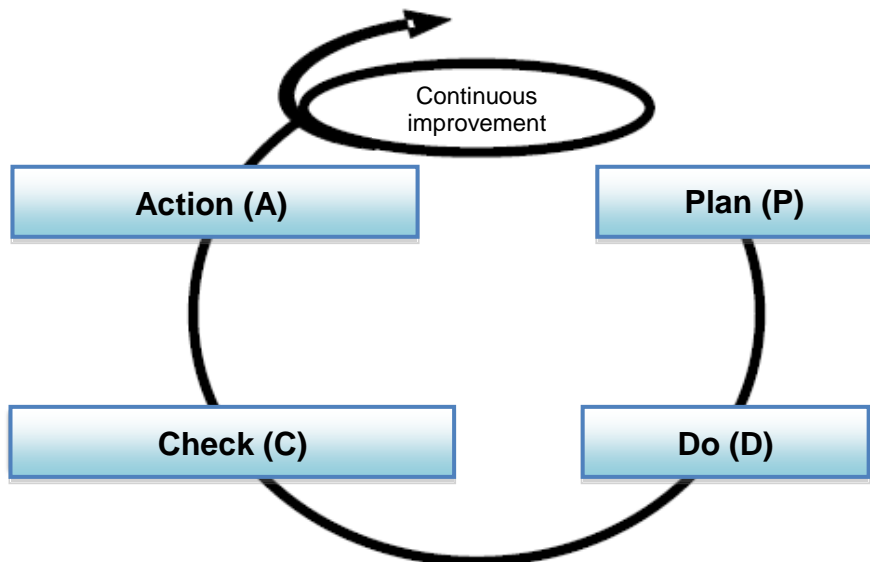 Continuous
improvement
Action (A)
Plan (P)
Check (C)
Do (D)